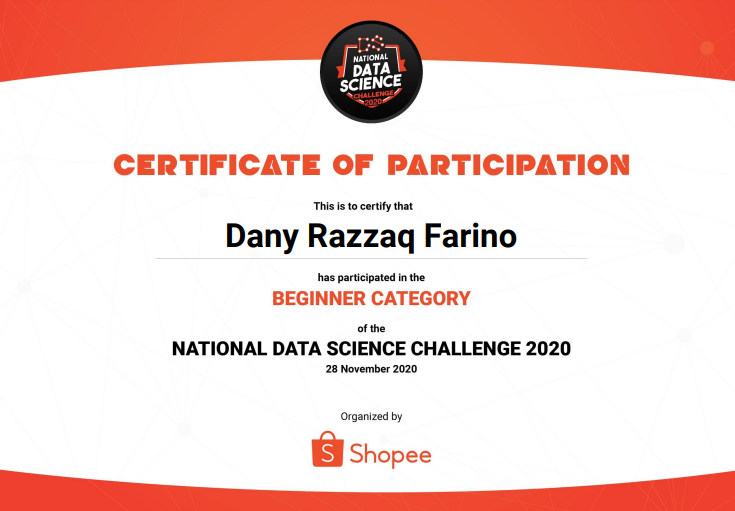 NATIONAL
DATA
SCIENCE
CHALLENGE
2020
CERTIFICATE OF PARTICIPATION
This is to certify that
Dany Razzaq Farino
has participated in the
BEGINNER CATEGORY
of the
NATIONAL DATA SCIENCE CHALLENGE 2020
28 November 2020
Organized by
S Shopee